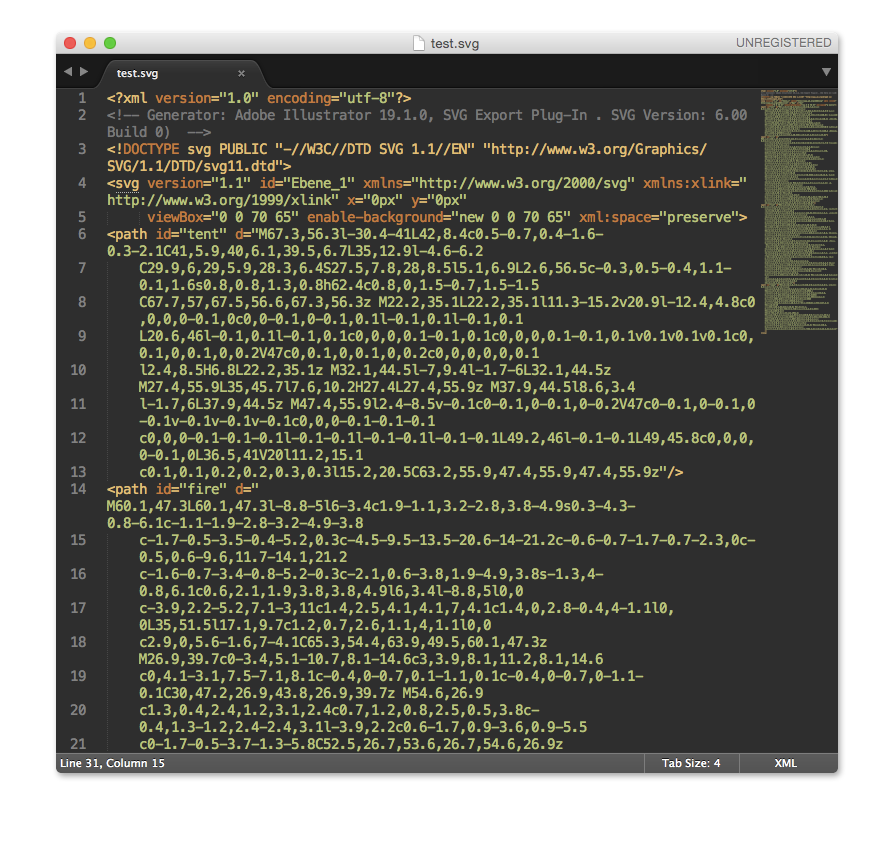 test.svg
UNREGISTERED
test.svg
1 <?xml version="1.0" encoding="utf-8"?>
2 <!-- Generator: Adobe Illustrator 19.1.0, SVG Export Plug-In . SVG Version: 6.00
Build 0)  -->
3 <!DOCTYPE svg PUBLIC "-//W3C//DTD SVG 1.1//EN" "http://www.w3.org/Graphics/
SVG/1.1/DTD/svg11.dtd">
4 <svg version="1.1" id="Ebene_1" xmlns="http://www.w3.org/2000/svg" xmlns:xlink="
http://www.w3.org/1999/xlink" x="0px" y="0px"
5 viewBox="0 0 70 65" enable-background="new 0 0 70 65" xml:space="preserve">
6 <path id="tent" d="M67.3,56.3l-30.4-41L42,8.4c0.5-0.7,0.4-1.6-
0.3-2.1C41,5.9,40,6.1,39.5,6.7L35,12.9l-4.6-6.2
7 C29.9,6,29,5.9,28.3,6.4S27.5,7.8,28,8.5l5.1,6.9L2.6,56.5c-0.3,0.5-0.4,1.1-
0.1,1.6s0.8,0.8,1.3,0.8h62.4c0.8,0,1.5-0.7,1.5-1.5
8 C67.7,57,67.5,56.6,67.3,56.3z M22.2,35.1L22.2,35.1l11.3-15.2v20.9l-12.4,4.8c0
,0,0,0-0.1,0c0,0-0.1,0-0.1,0.1l-0.1,0.1l-0.1,0.1
9 L20.6,46l-0.1,0.1l-0.1,0.1c0,0,0,0.1-0.1,0.1c0,0,0,0.1-0.1,0.1v0.1v0.1v0.1c0,
0.1,0,0.1,0,0.2V47c0,0.1,0,0.1,0,0.2c0,0,0,0,0,0.1
10 l2.4,8.5H6.8L22.2,35.1z M32.1,44.5l-7,9.4l-1.7-6L32.1,44.5z
M27.4,55.9L35,45.7l7.6,10.2H27.4L27.4,55.9z M37.9,44.5l8.6,3.4
11 l-1.7,6L37.9,44.5z M47.4,55.9l2.4-8.5v-0.1c0-0.1,0-0.1,0-0.2V47c0-0.1,0-0.1,0
-0.1v-0.1v-0.1v-0.1c0,0,0-0.1-0.1-0.1
12 c0,0,0-0.1-0.1-0.1l-0.1-0.1l-0.1-0.1l-0.1-0.1L49.2,46l-0.1-0.1L49,45.8c0,0,0,
0-0.1,0L36.5,41V20l11.2,15.1
13 c0.1,0.1,0.2,0.2,0.3,0.3l15.2,20.5C63.2,55.9,47.4,55.9,47.4,55.9z"/>
14 <path id="fire" d="
M60.1,47.3L60.1,47.3l-8.8-5l6-3.4c1.9-1.1,3.2-2.8,3.8-4.9s0.3-4.3-
0.8-6.1c-1.1-1.9-2.8-3.2-4.9-3.8
15 c-1.7-0.5-3.5-0.4-5.2,0.3c-4.5-9.5-13.5-20.6-14-21.2c-0.6-0.7-1.7-0.7-2.3,0c-
0.5,0.6-9.6,11.7-14.1,21.2
16 c-1.6-0.7-3.4-0.8-5.2-0.3c-2.1,0.6-3.8,1.9-4.9,3.8s-1.3,4-
0.8,6.1c0.6,2.1,1.9,3.8,3.8,4.9l6,3.4l-8.8,5l0,0
17 c-3.9,2.2-5.2,7.1-3,11c1.4,2.5,4.1,4.1,7,4.1c1.4,0,2.8-0.4,4-1.1l0,
0L35,51.5l17.1,9.7c1.2,0.7,2.6,1.1,4,1.1l0,0
18 c2.9,0,5.6-1.6,7-4.1C65.3,54.4,63.9,49.5,60.1,47.3z
M26.9,39.7c0-3.4,5.1-10.7,8.1-14.6c3,3.9,8.1,11.2,8.1,14.6
19 c0,4.1-3.1,7.5-7.1,8.1c-0.4,0-0.7,0.1-1.1,0.1c-0.4,0-0.7,0-1.1-
0.1C30,47.2,26.9,43.8,26.9,39.7z M54.6,26.9
20 c1.3,0.4,2.4,1.2,3.1,2.4c0.7,1.2,0.8,2.5,0.5,3.8c-
0.4,1.3-1.2,2.4-2.4,3.1l-3.9,2.2c0.6-1.7,0.9-3.6,0.9-5.5
21 c0-1.7-0.5-3.7-1.3-5.8C52.5,26.7,53.6,26.7,54.6,26.9z
Line 31, Column 15
Tab Size: 4
XML